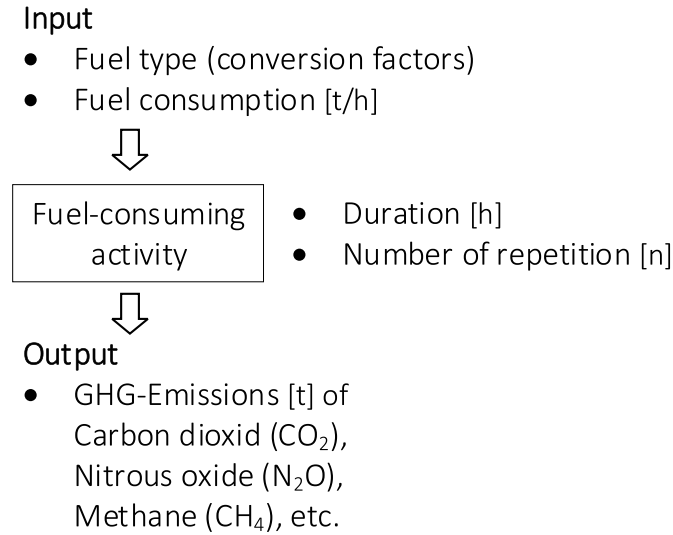 Input
• Fuel type (conversion factors)
• Fuel consumption [t/h]
Fuel-consuming
activity
• Duration [h]
• Number of repetition [n]
Output
• GHG-Emissions [t] of
Carbon dioxid (CO₂),
Nitrous oxide (N₂O),
Methane (CH₄), etc.